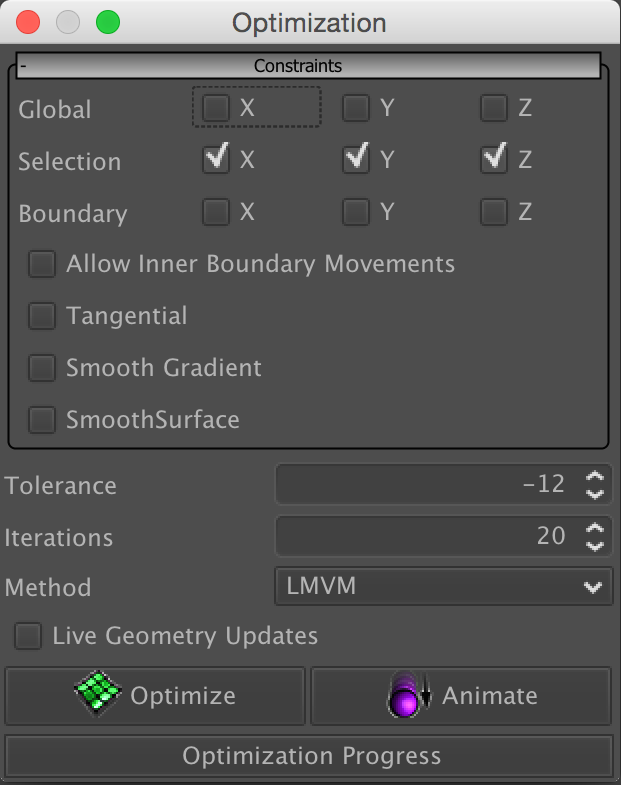 Optimization
- Constraints
Global X Y Z
Selection X Y Z
Boundary X Y Z
Allow Inner Boundary Movements
Tangential
Smooth Gradient
SmoothSurface
Tolerance -12
Iterations 20
Method LMVM
Live Geometry Updates
Optimize Animate
Optimization Progress